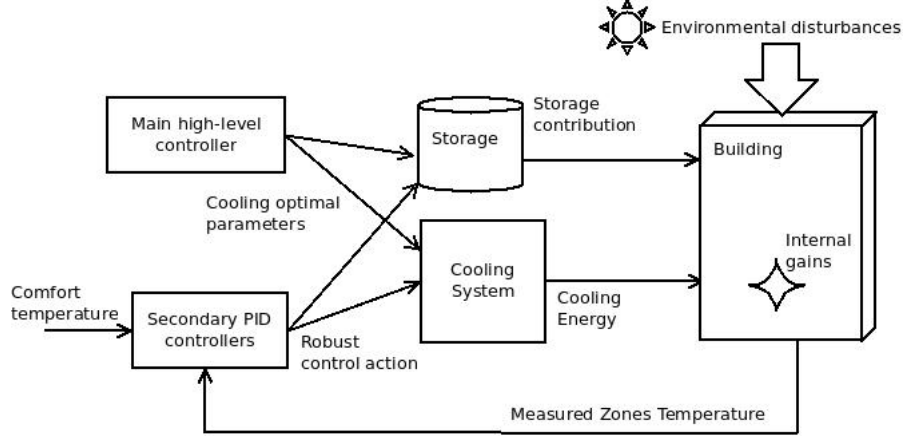 Environmental disturbances
Main high-level
controller
Storage
Storage
contribution
Building
Cooling optimal
parameters
Internal
gains
Cooling
System
Cooling
Energy
Comfort
temperature
Secondary PID
controllers
Robust
control action
Measured Zones Temperature